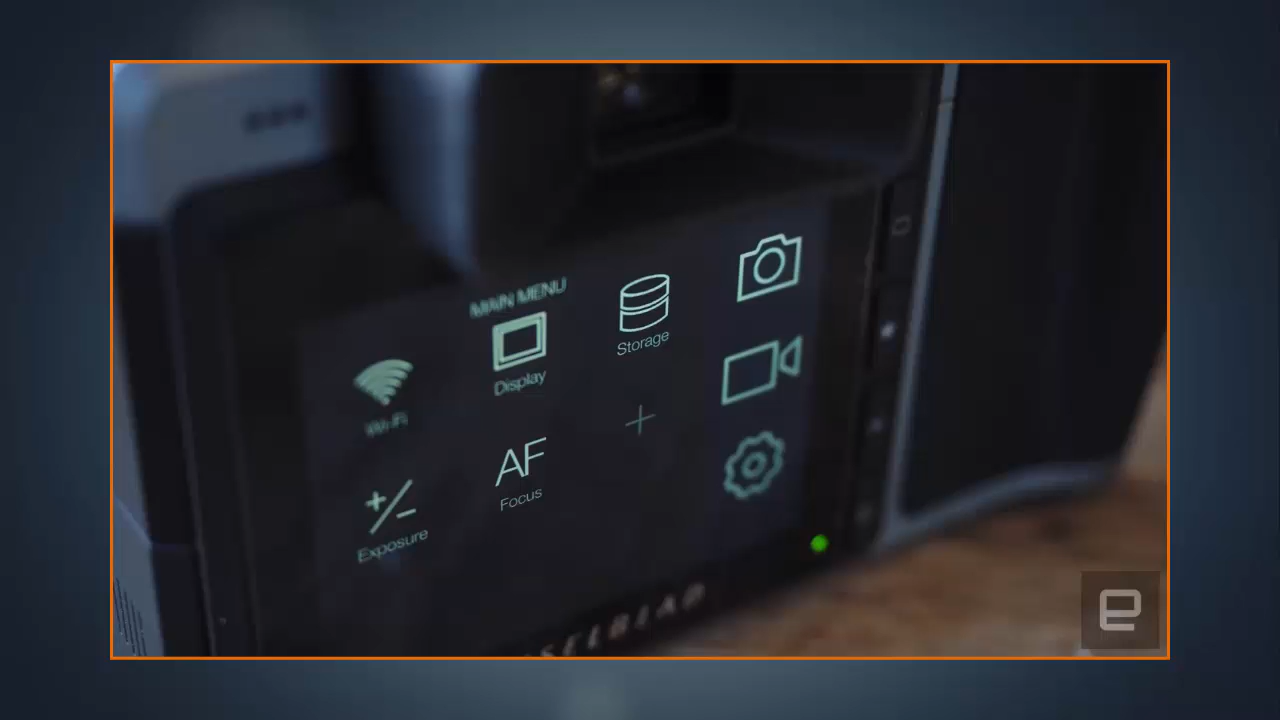 MAIN MENU
Display
Storage
Wi-Fi
AF
Focus
Exposure